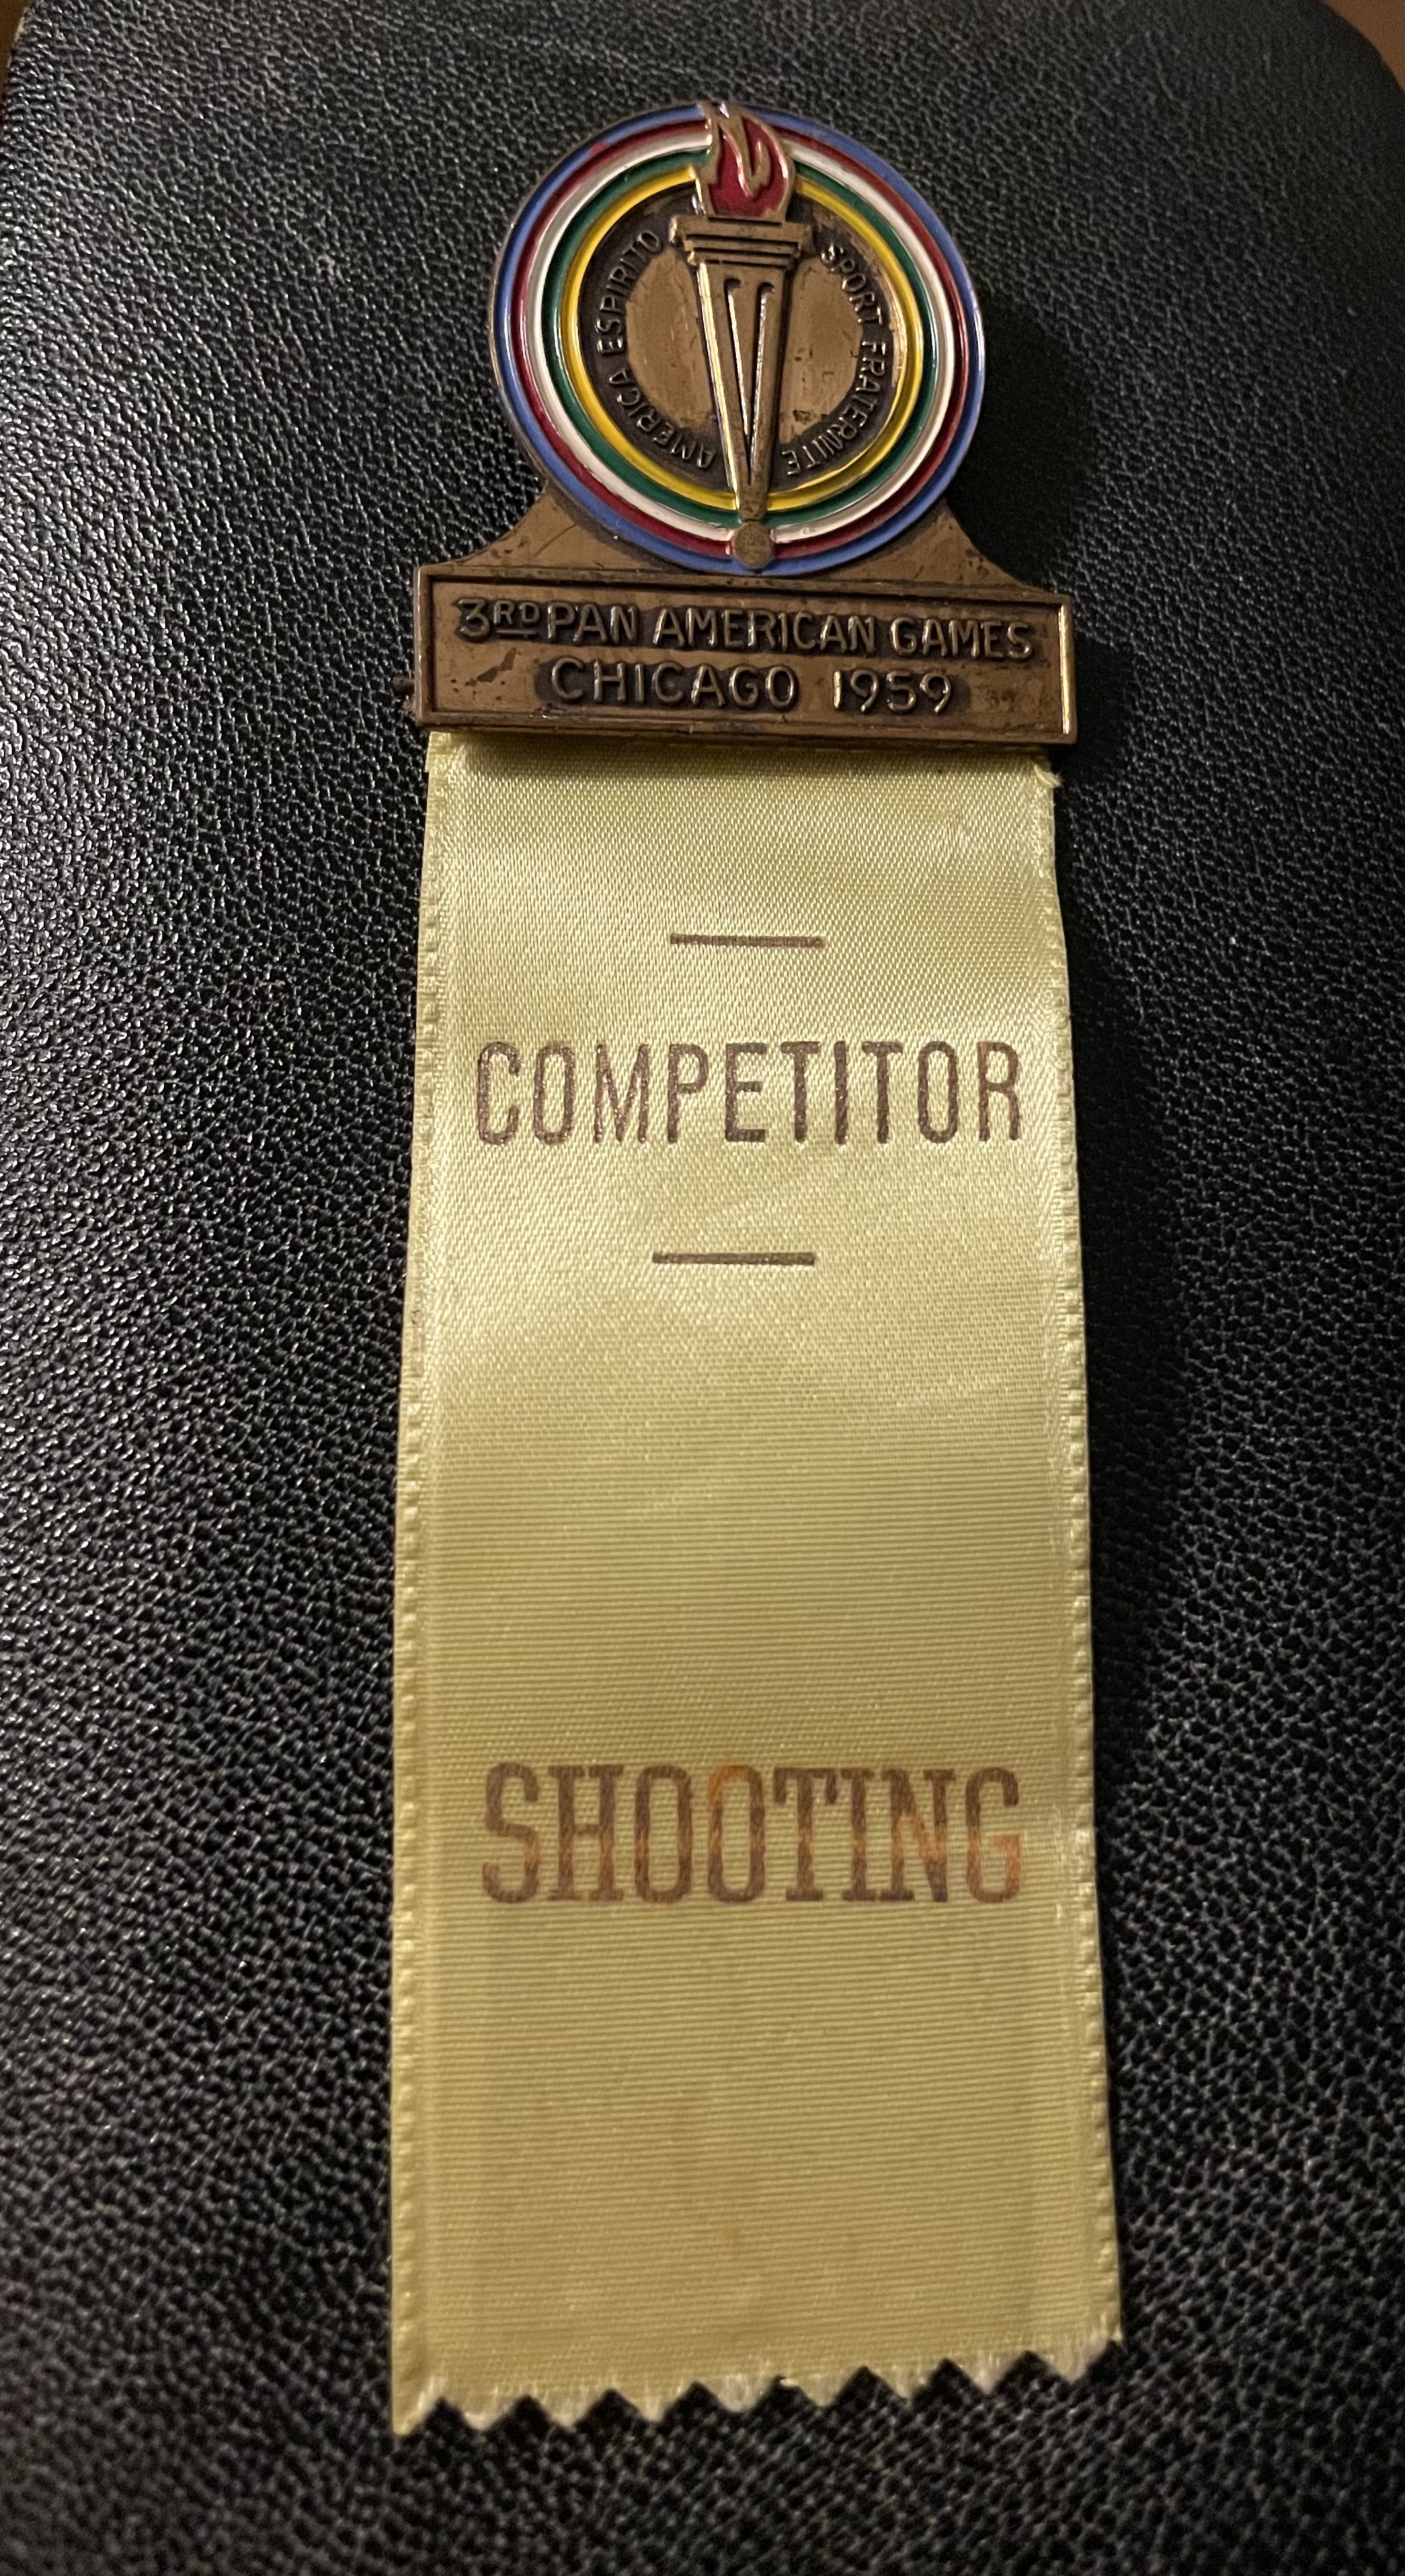 AMERICA ESPIRITO
SPORT FRATERNITE
3RD PAN AMERICAN GAMES
CHICAGO 1959
COMPETITOR
SHOOTING